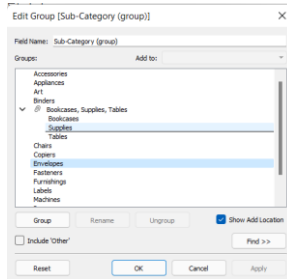 Edit Group [Sub-Category (group)]
Field Name: Sub-Category (group)
Groups: Add to:
Accessories
Appliances
Art
Binders
Bookcases, Supplies, Tables
Bookcases
Supplies
Tables
Chairs
Copiers
Envelopes
Fasteners
Furnishings
Labels
Machines
Group Rename Ungroup Show Add Location
Include 'Other' Find >>
Reset OK Cancel Apply